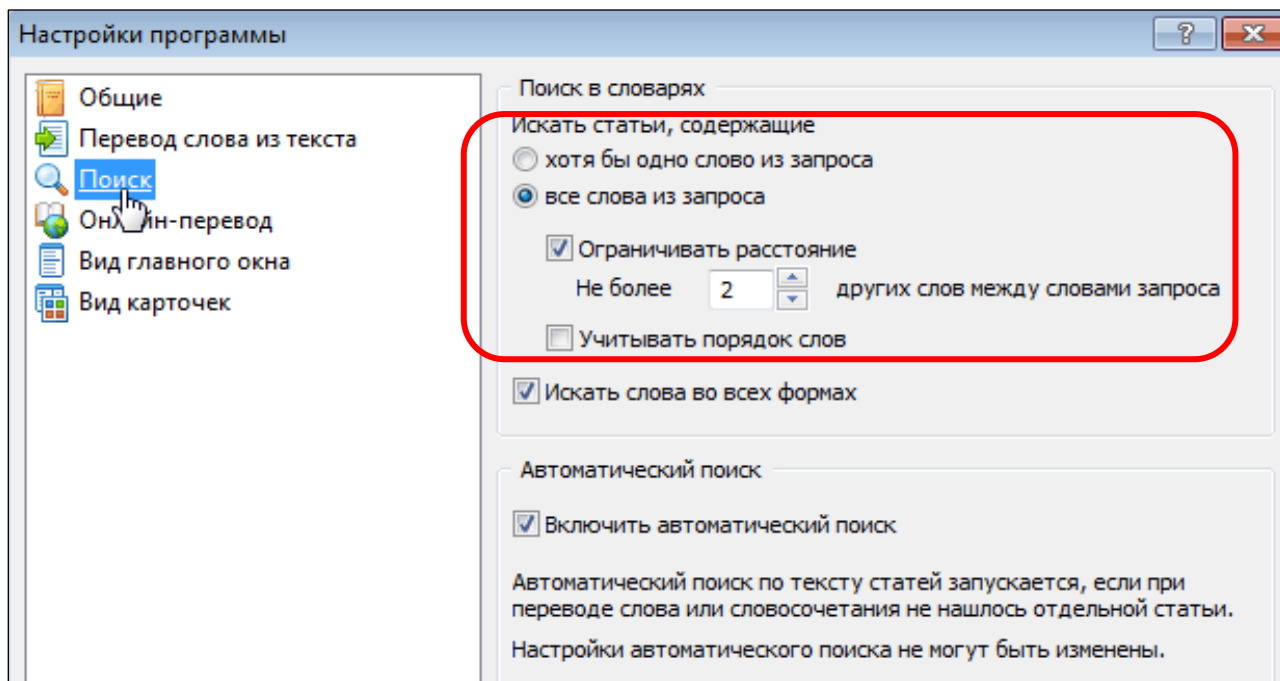 Настройки программы
Общие
Перевод слова из текста
Поиск
Онлайн-перевод
Вид главного окна
Вид карточек
Поиск в словарях
Искать статьи, содержащие
хотя бы одно слово из запроса
все слова из запроса
Ограничивать расстояние
Не более 2 других слов между словами запроса
Учитывать порядок слов
Искать слова во всех формах
Автоматический поиск
Включить автоматический поиск
Автоматический поиск по тексту статей запускается, если при
переводе слова или словосочетания не нашлось отдельной статьи.
Настройки автоматического поиска не могут быть изменены.